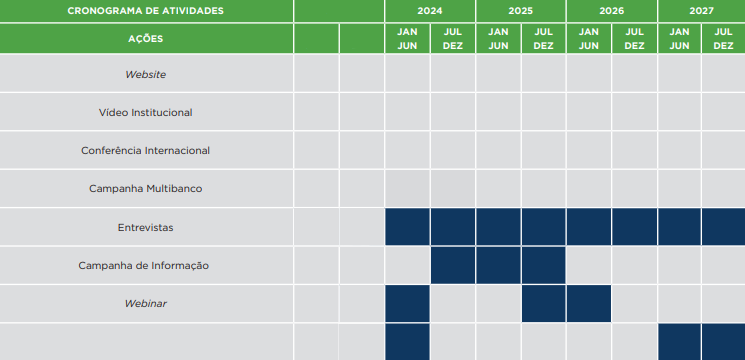 CRONOGRAMA DE ATIVIDADES 2024 2025 2026 2027
AÇÕES JAN JUN JUL DEZ JAN JUN JUL DEZ JAN JUN JUL DEZ JAN JUN JUL DEZ
Website
Vídeo Institucional
Conferência Internacional
Campanha Multibanco
Entrevistas
Campanha de Informação
Webinar